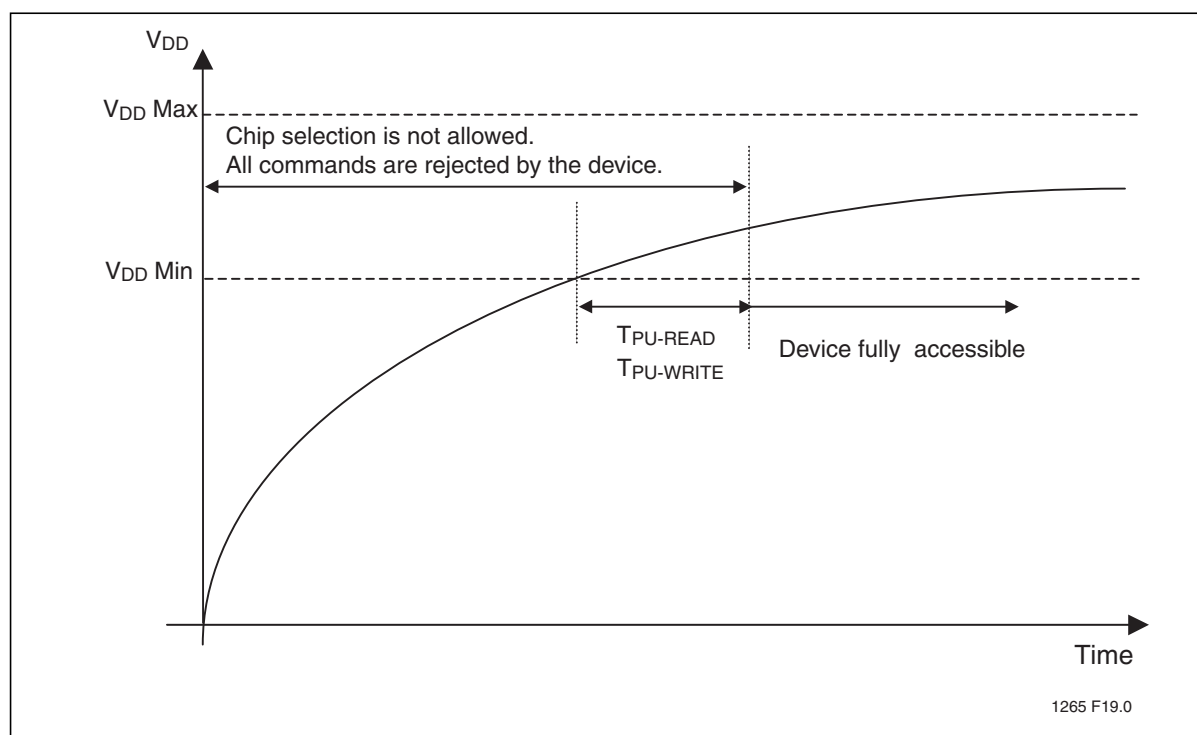 VDD
VDD Max
Chip selection is not allowed.
All commands are rejected by the device.
VDD Min
TPU-READ
TPU-WRITE
Device fully accessible
Time
1265 F19.0